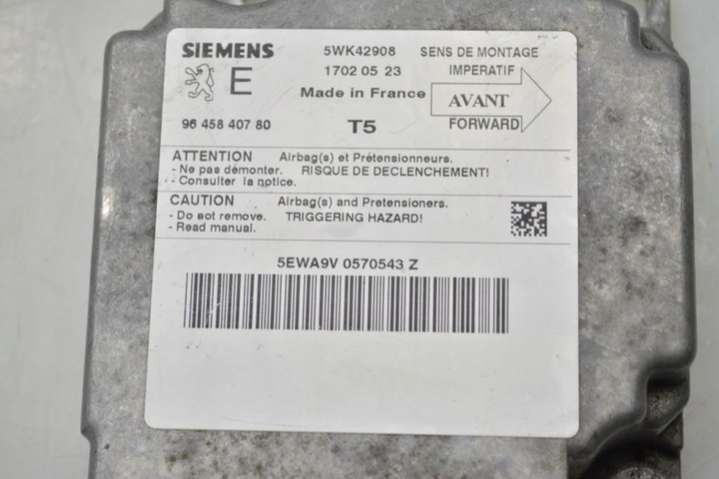 SIEMENS 5WK42908 SENS DE MONTAGE
E 1702 05 23 IMPERATIF
Made in France AVANT
96 458 407 80 T5 FORWARD
ATTENTION Airbag(s) et Prétensionneurs.
- Ne pas démonter. RISQUE DE DECLENCHEMENT!
- Consulter la notice.
CAUTION Airbag(s) and Pretensioners.
- Do not remove. TRIGGERING HAZARD!
- Read manual.
5EWA9V 0570543 Z